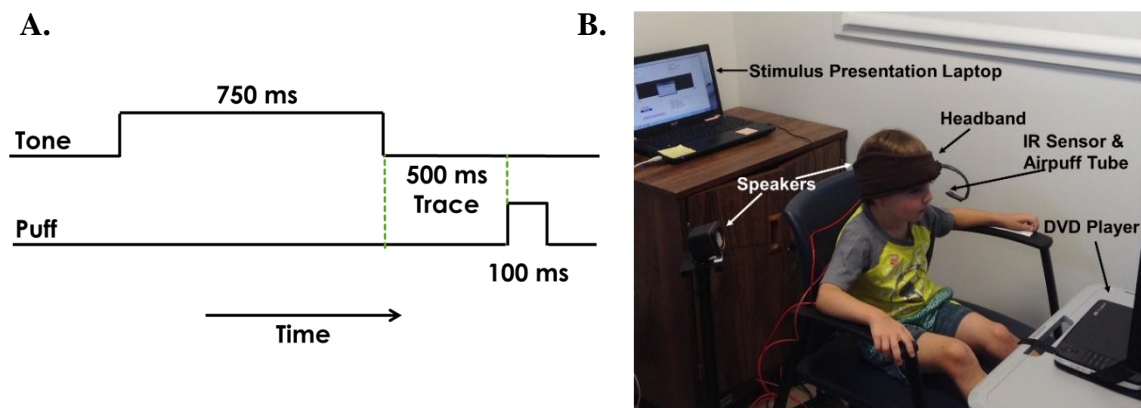 A.
750 ms
Tone
500 ms
Trace
Puff
100 ms
Time
B.
Stimulus Presentation Laptop
Headband
IR Sensor &
Airpuff Tube
Speakers
DVD Player